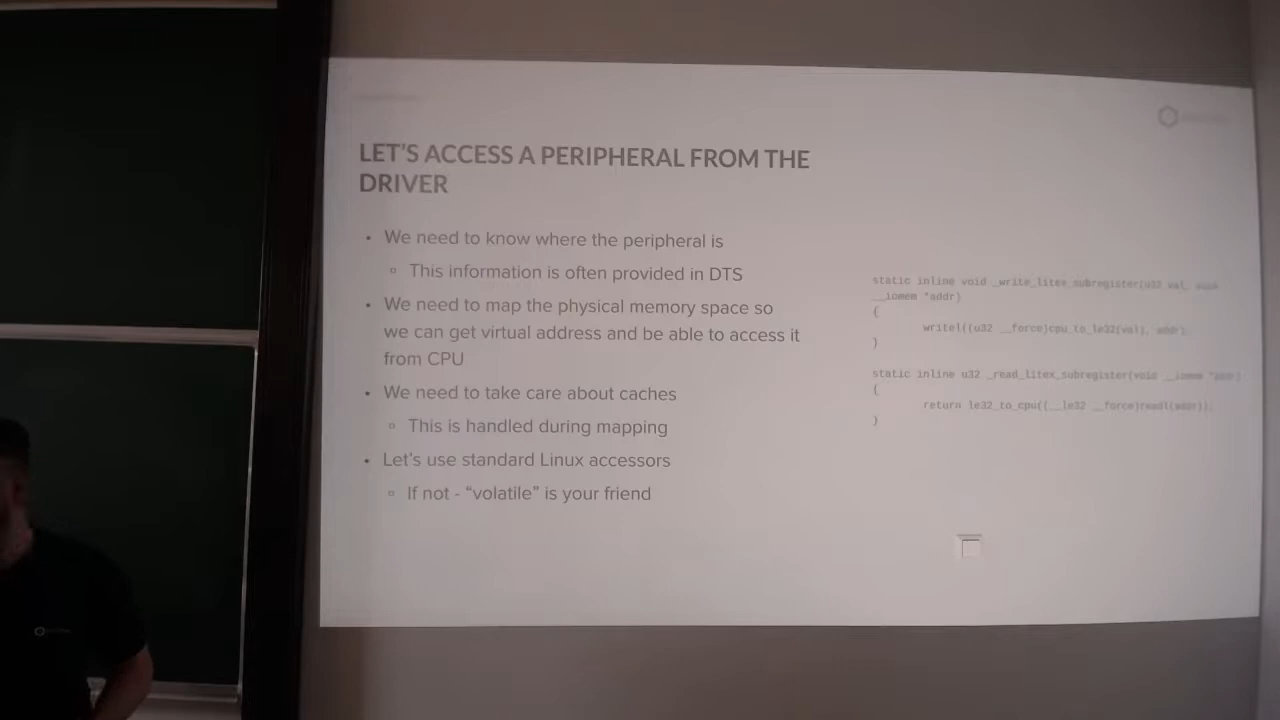 LET'S ACCESS A PERIPHERAL FROM THE
DRIVER
• We need to know where the peripheral is
▫ This information is often provided in DTS
• We need to map the physical memory space so
we can get virtual address and be able to access it
from CPU
• We need to take care about caches
▫ This is handled during mapping
• Let's use standard Linux accessors
▫ If not - “volatile” is your friend
static inline void _write_litex_subregister(u32 val, void
__iomem *addr)
{
writel((u32 __force)cpu_to_le32(val), addr);
}
static inline u32 _read_litex_subregister(void __iomem *addr)
{
return le32_to_cpu((__le32 __force)readl(addr));
}